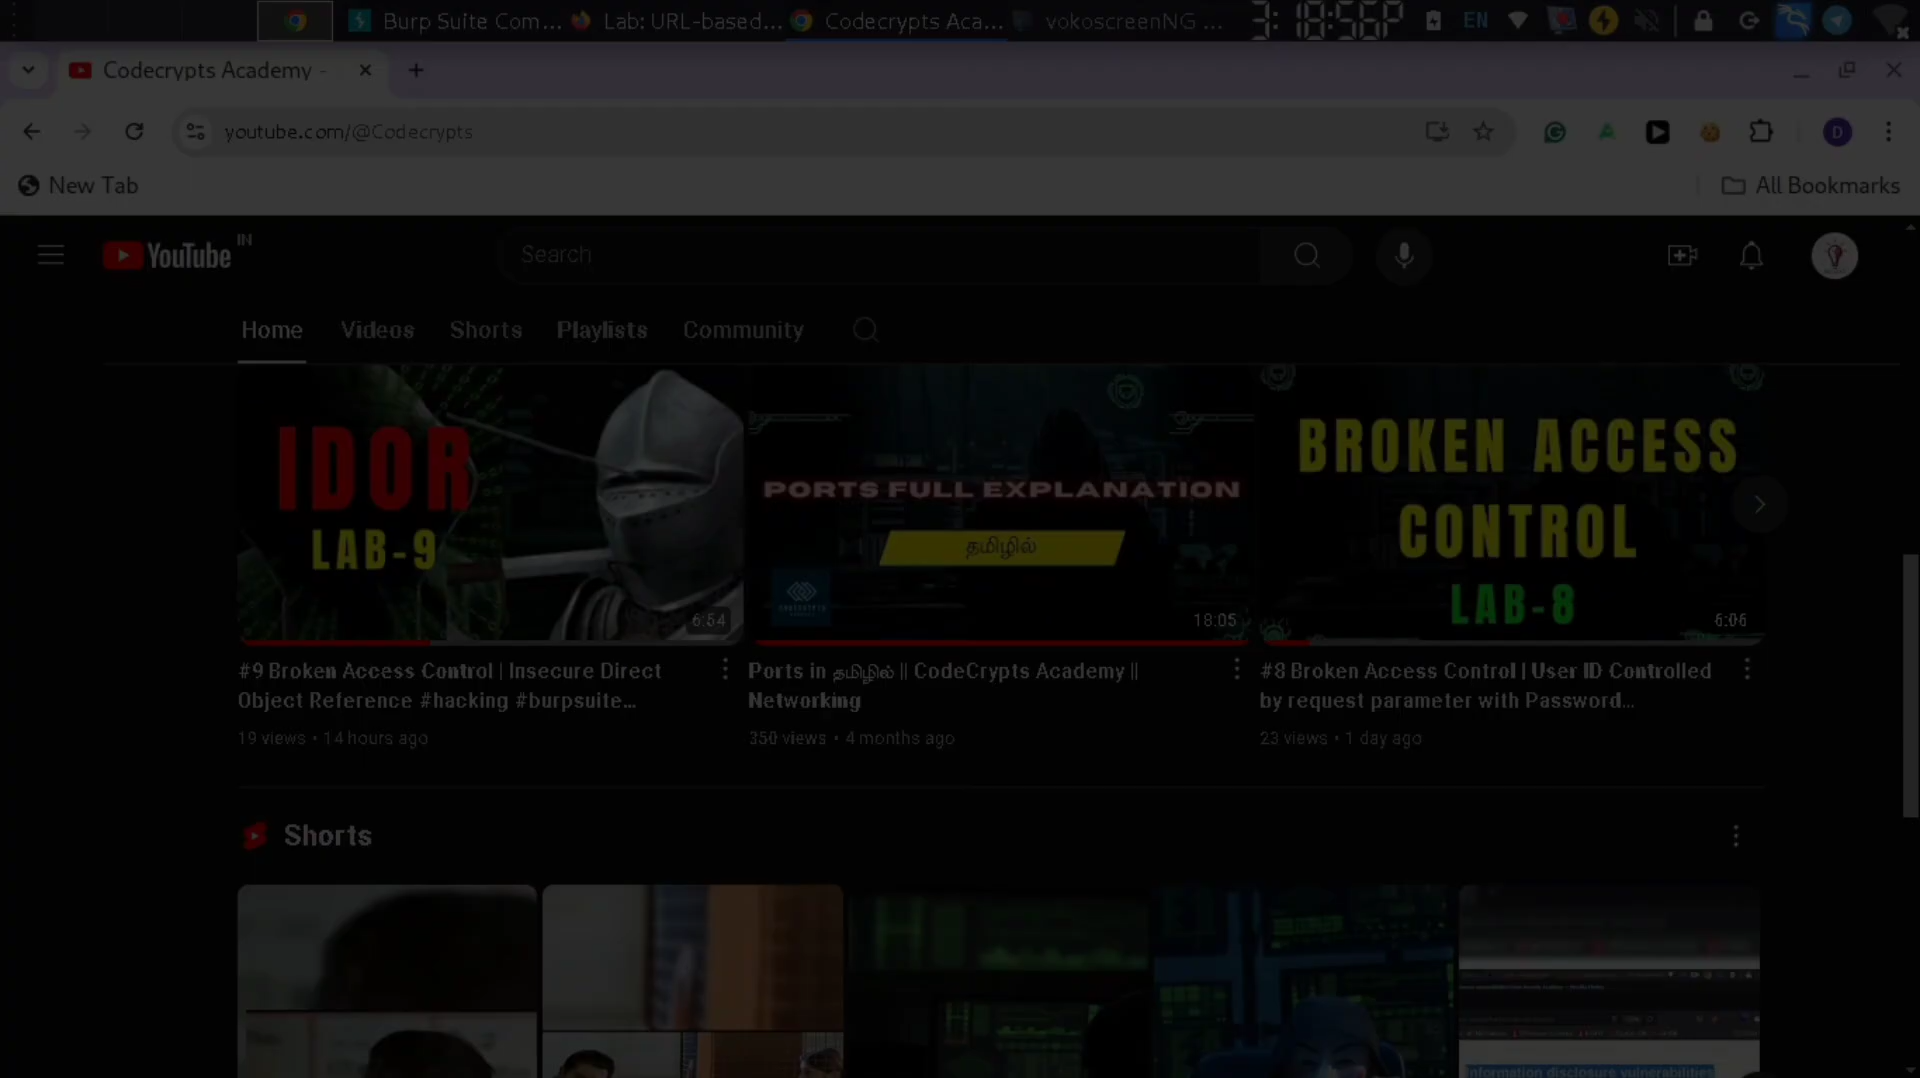 Burp Suite Com...
Lab: URL-based...
Codecrypts Aca...
vokoscreenNG ...
EN
Codecrypts Academy -
youtube.com/@Codecrypts
D
New Tab
All Bookmarks
YouTube
IN
Search
Home
Videos
Shorts
Playlists
Community
IDOR
LAB-9
6:54
PORTS FULL EXPLANATION
தமிழில்
18:05
BROKEN ACCESS
CONTROL
LAB-8
6:06
#9 Broken Access Control | Insecure Direct
Object Reference #hacking #burpsuite...
19 views • 14 hours ago
Ports in தமிழில் || CodeCrypts Academy ||
Networking
350 views • 4 months ago
#8 Broken Access Control | User ID Controlled
by request parameter with Password...
23 views • 1 day ago
Shorts
information disclosure vulnerabilities